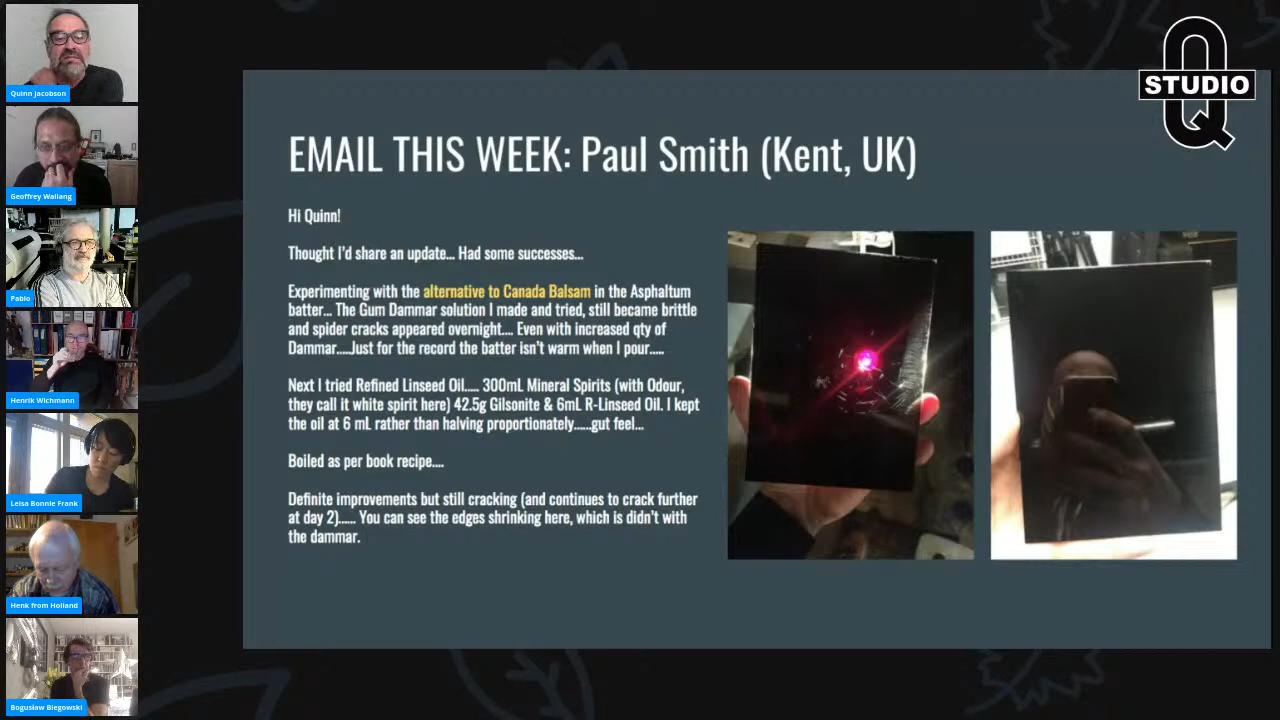 Quinn Jacobson
Geoffrey Wallang
Pablo
Henrik Wichmann
Leisa Bonnie Frank
Henk from Holland
Bogusław Biegowski
STUDIO
Q
EMAIL THIS WEEK: Paul Smith (Kent, UK)
Hi Quinn!
Thought I'd share an update... Had some successes...
Experimenting with the alternative to Canada Balsam in the Asphaltum
batter... The Gum Dammar solution I made and tried, still became brittle
and spider cracks appeared overnight.... Even with increased qty of
Dammar.....Just for the record the batter isn't warm when I pour.....
Next I tried Refined Linseed Oil..... 300mL Mineral Spirits (with Odour,
they call it white spirit here) 42.5g Gilsonite & 6mL R-Linseed Oil. I kept
the oil at 6 mL rather than halving proportionately......gut feel...
Boiled as per book recipe....
Definite improvements but still cracking (and continues to crack further
at day 2)...... You can see the edges shrinking here, which is didn't with
the dammar.